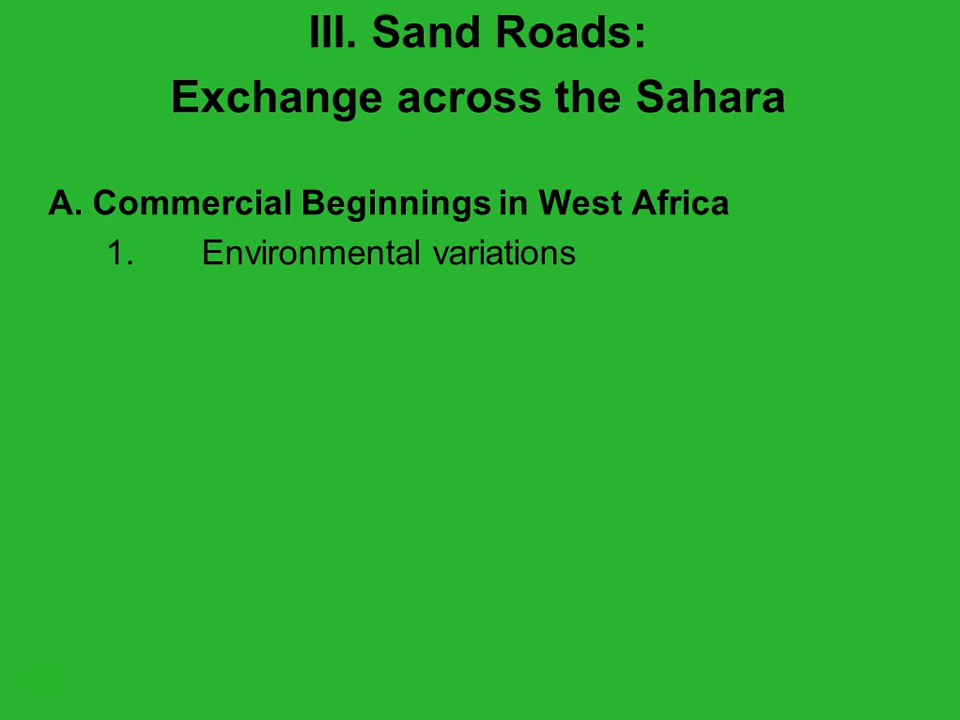 III. Sand Roads:
Exchange across the Sahara
A. Commercial Beginnings in West Africa
1. Environmental variations